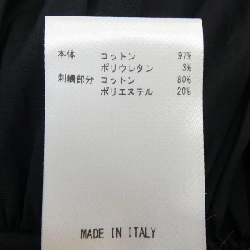 本体 コットン 97%
ポリウレタン 3%
刺繍部分 コットン 80%
ポリエステル 20%
MADE IN ITALY